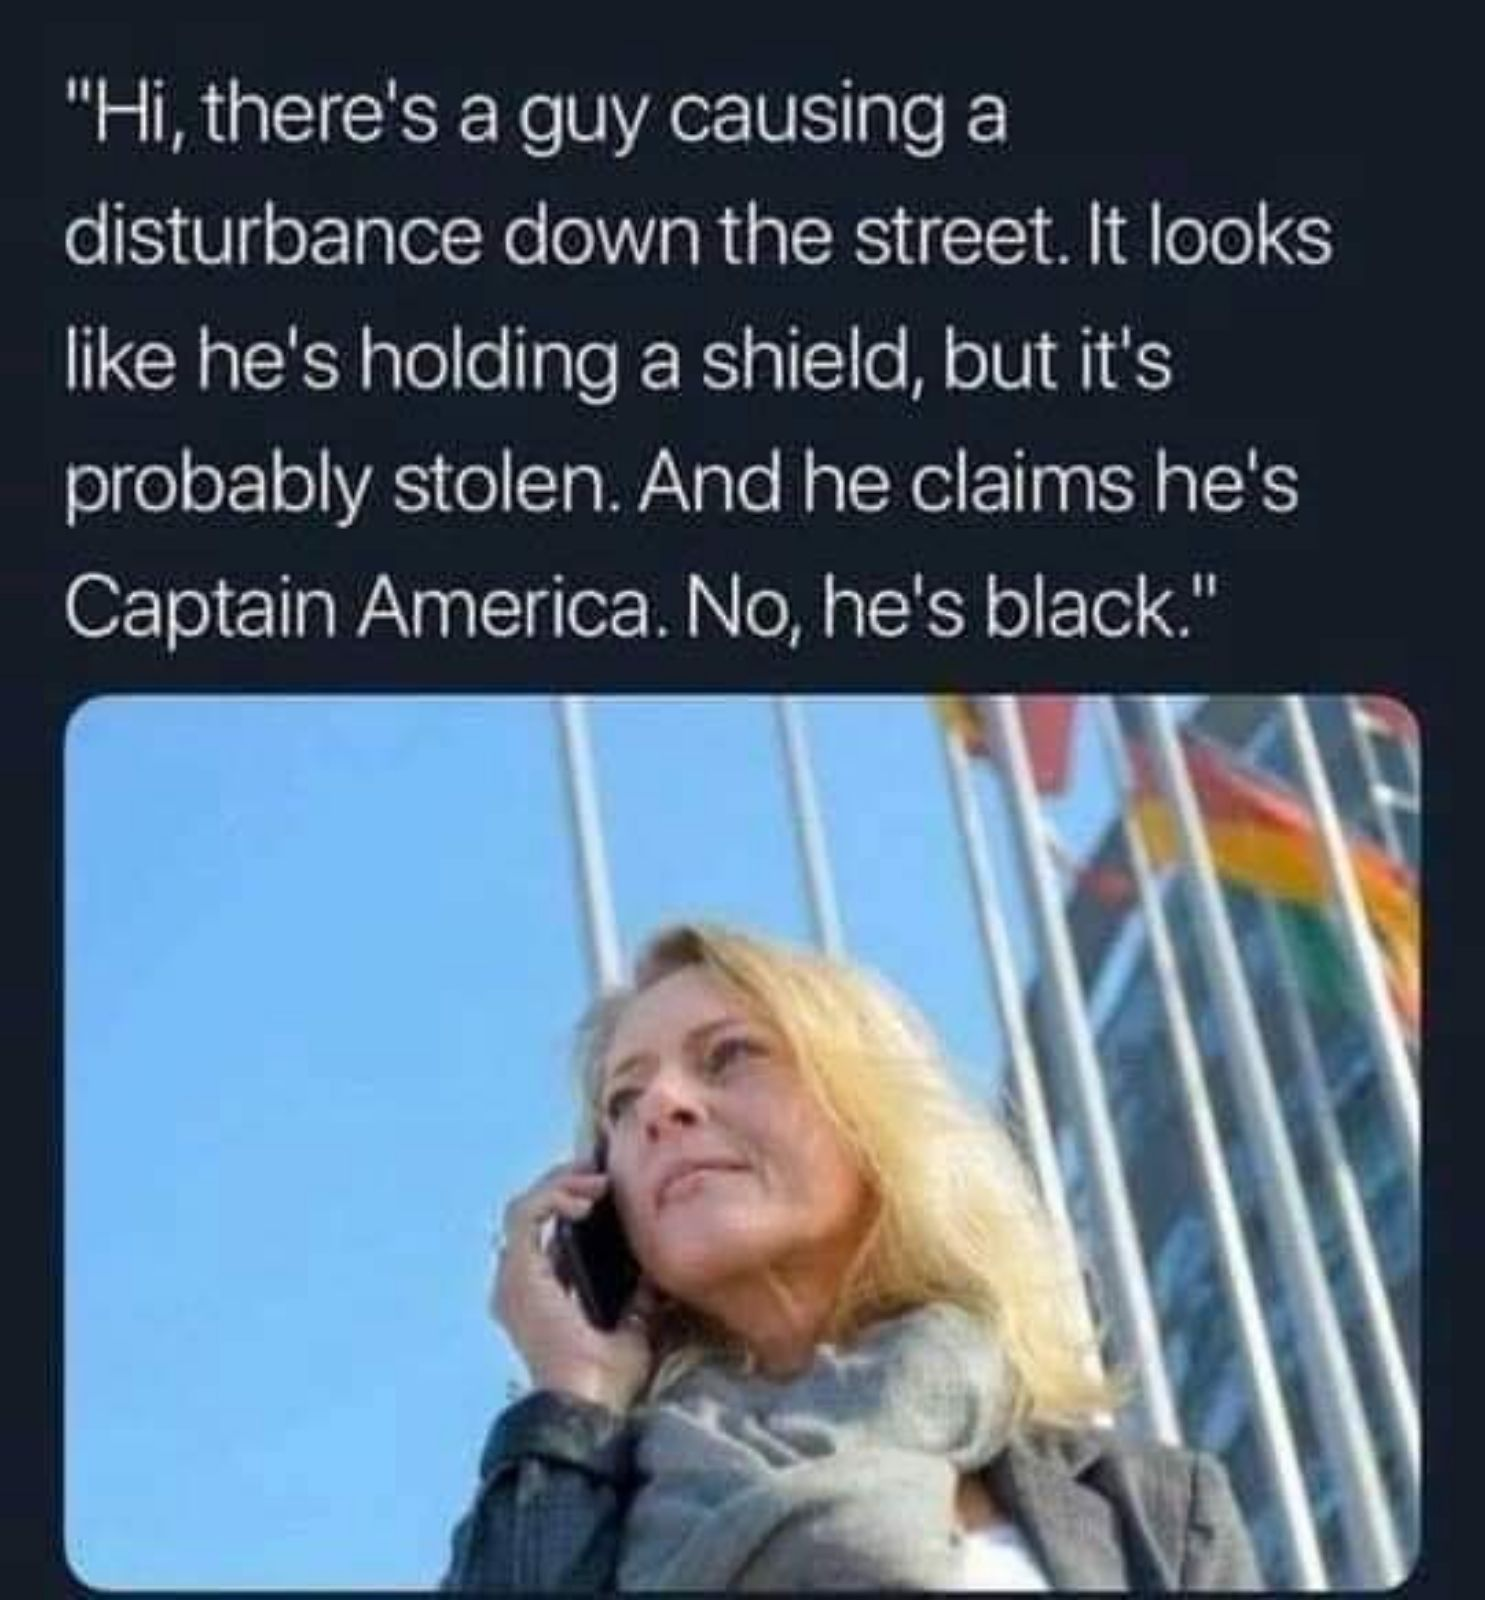 "Hi, there's a guy causing a
disturbance down the street. It looks
like he's holding a shield, but it's
probably stolen. And he claims he's
Captain America. No, he's black."